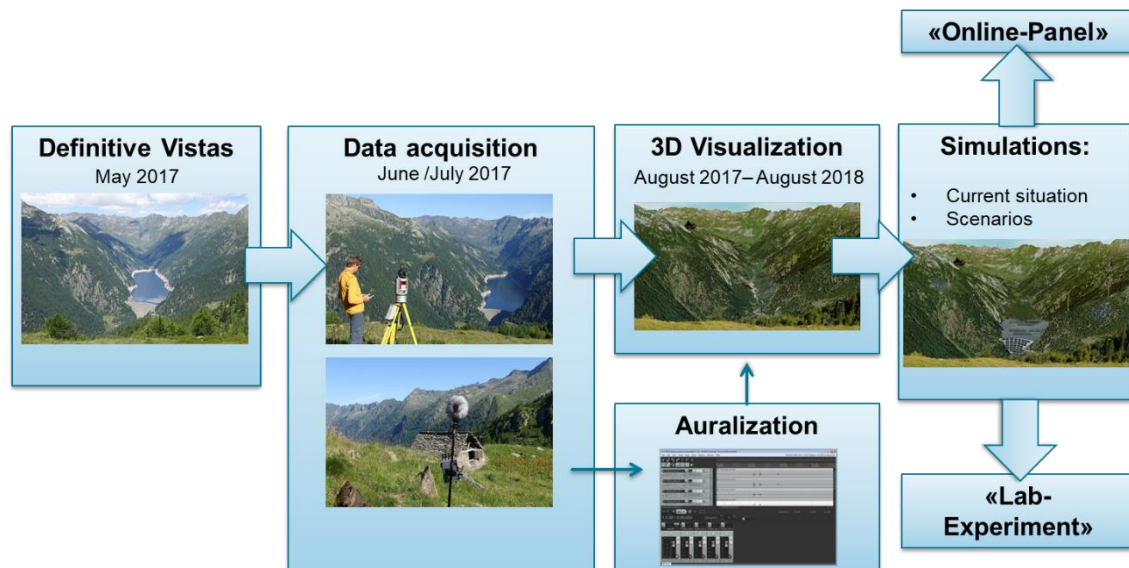 «Online-Panel»
Definitive Vistas
May 2017
Data acquisition
June /July 2017
3D Visualization
August 2017– August 2018
Simulations:
• Current situation
• Scenarios
Auralization
«Lab-
Experiment»